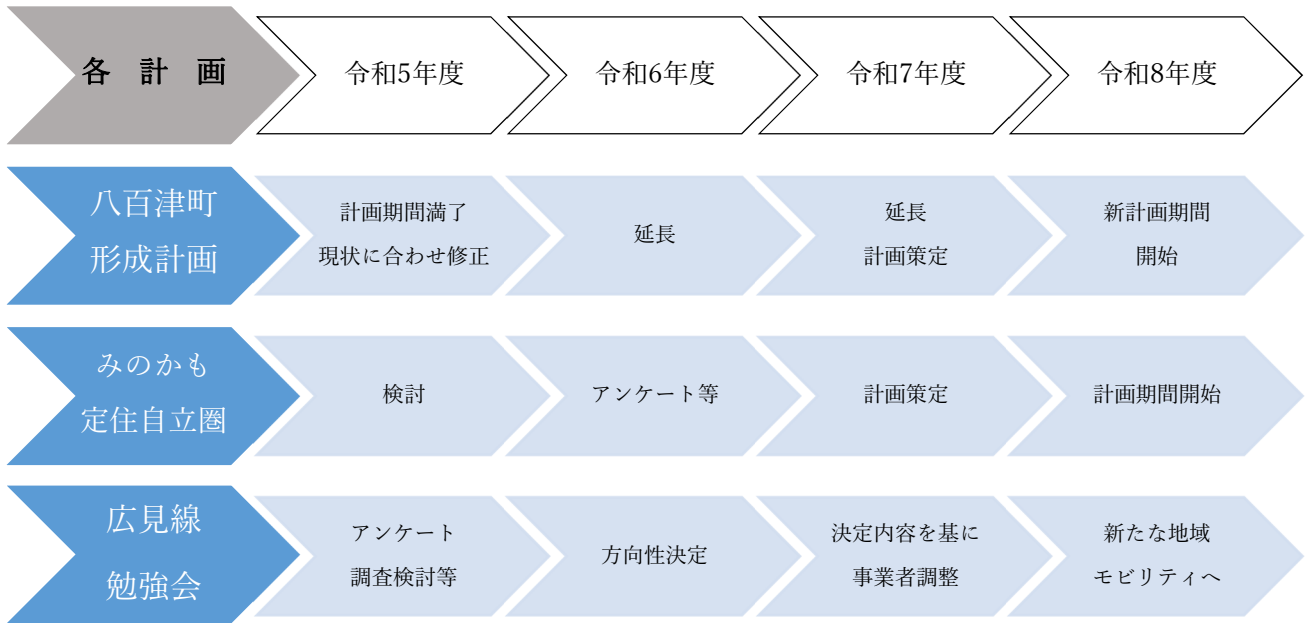 各 計 画
令和5年度
令和6年度
令和7年度
令和8年度
八百津町
形成計画
計画期間満了
現状に合わせ修正
延長
延長
計画策定
新計画期間
開始
みのかも
定住自立圏
検討
アンケート等
計画策定
計画期間開始
広見線
勉強会
アンケート
調査検討等
方向性決定
決定内容を基に
事業者調整
新たな地域
モビリティへ